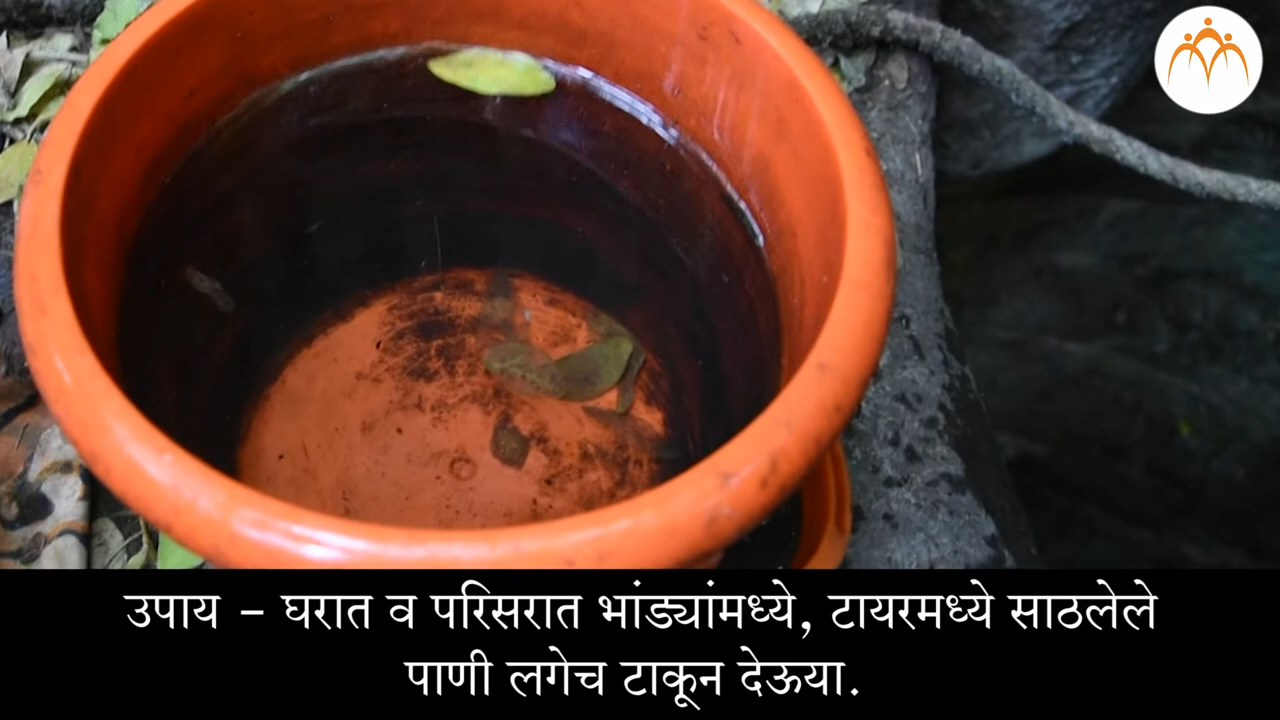 उपाय - घरात व परिसरात भांड्यांमध्ये, टायरमध्ये साठलेले
पाणी लगेच टाकून देऊया.